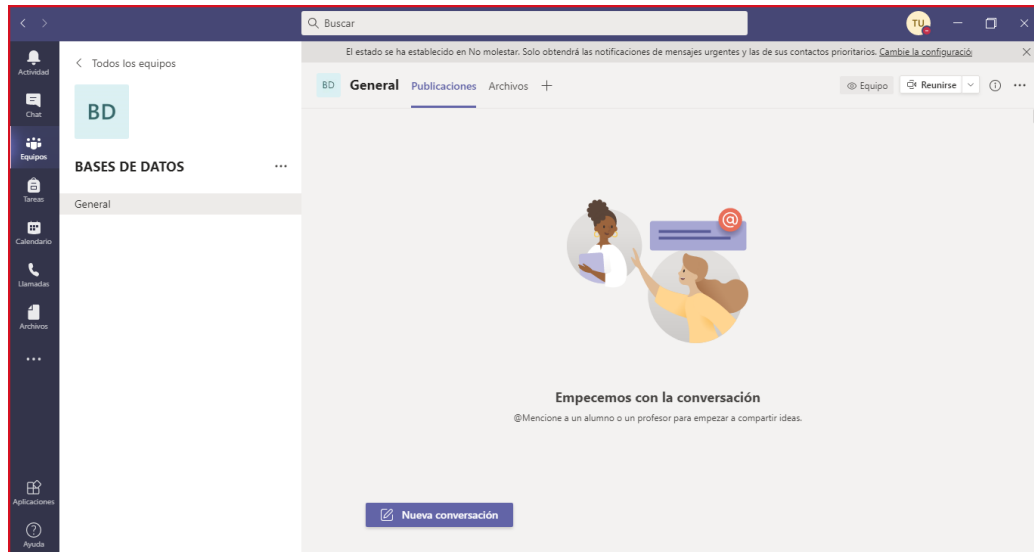 Buscar
TU
El estado se ha establecido en No molestar. Solo obtendrá las notificaciones de mensajes urgentes y las de sus contactos prioritarios. Cambie la configuració
Actividad
Chat
Equipos
Tareas
Calendario
Llamadas
Archivos
Aplicaciones
Ayuda
Todos los equipos
BD
BASES DE DATOS
General
BD General Publicaciones Archivos
Equipo Reunirse
@
Empecemos con la conversación
@Mencione a un alumno o un profesor para empezar a compartir ideas.
Nueva conversación